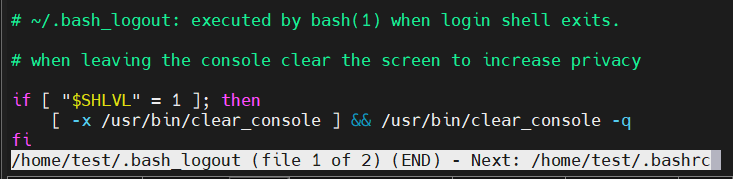 # ~/.bash_logout: executed by bash(1) when login shell exits.
# when leaving the console clear the screen to increase privacy
if [ "$SHLVL" = 1 ]; then
    [ -x /usr/bin/clear_console ] && /usr/bin/clear_console -q
fi
/home/test/.bash_logout (file 1 of 2) (END) - Next: /home/test/.bashrc